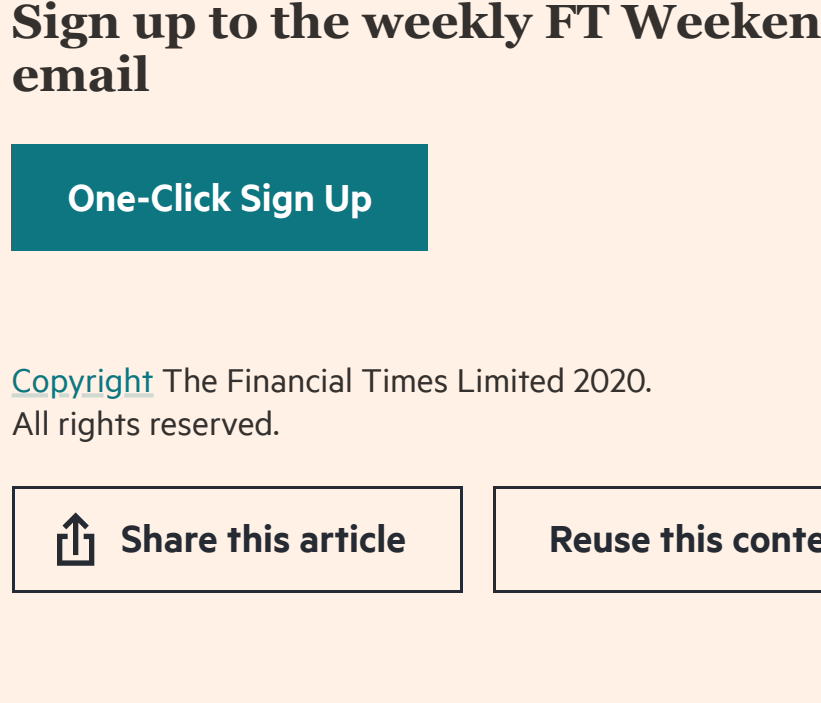 Sign up to the weekly FT Weeken
email
One-Click Sign Up
Copyright The Financial Times Limited 2020.
All rights reserved.
Share this article
Reuse this conte